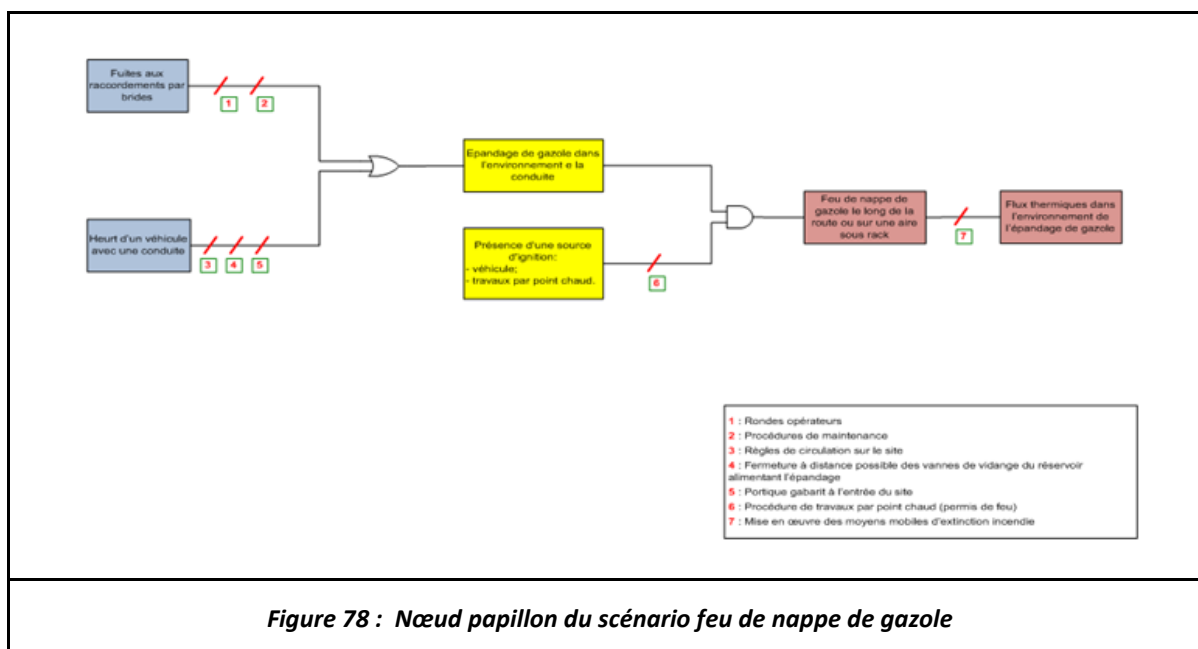 Fuites aux
raccordements par
brides
1
2
Heurt d'un véhicule
avec une conduite
3
4
5
Epandage de gazole dans
l'environnement e la
conduite
Présence d'une source
d'ignition:
- véhicule;
- travaux par point chaud.
6
Feu de nappe de
gazole le long de la
route ou sur une aire
sous rack
7
Flux thermiques dans
l'environnement de
l'épandage de gazole
1 : Rondes opérateurs
2 : Procédures de maintenance
3 : Règles de circulation sur le site
4 : Fermeture à distance possible des vannes de vidange du réservoir
alimentant l'épandage
5 : Portique gabarit à l'entrée du site
6 : Procédure de travaux par point chaud (permis de feu)
7 : Mise en œuvre des moyens mobiles d'extinction incendie
Figure 78 : Nœud papillon du scénario feu de nappe de gazole